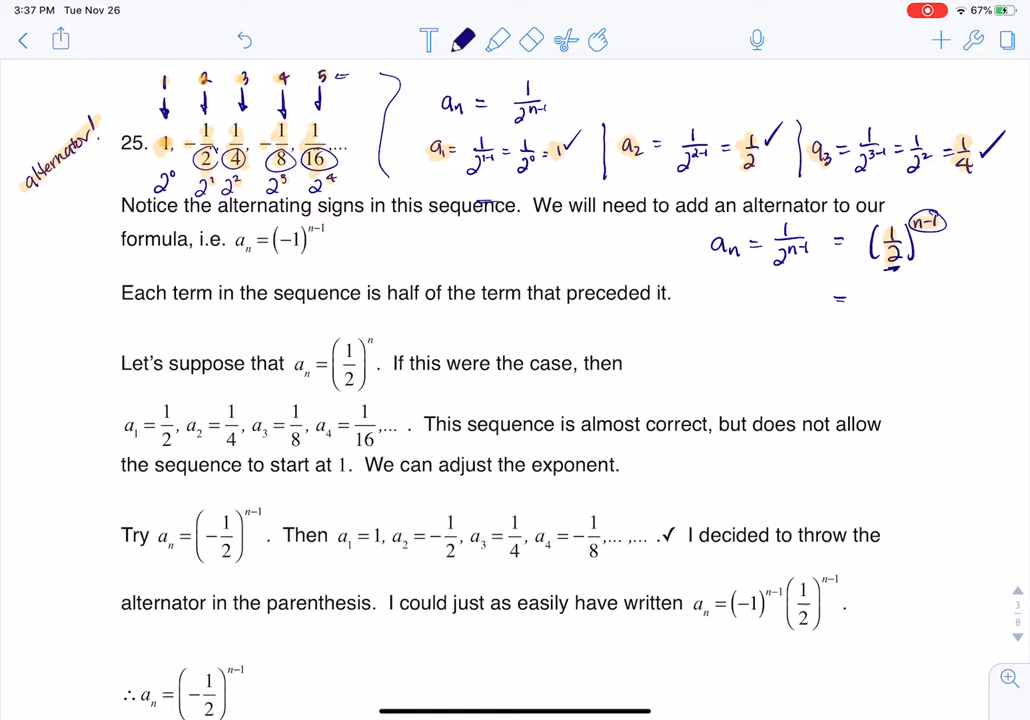 3:37 PM Tue Nov 26
67%
1 2 3 4 5 ←
alternator!
25. 1, -1/2, 1/4, -1/8, 1/16,...
2⁰ 2¹ 2² 2³ 2⁴
aₙ = 1/2ⁿ⁻¹
a₁ = 1/2¹⁻¹ = 1/2⁰ = 1 ✓ | a₂ = 1/2²⁻¹ = 1/2 ✓ | a₃ = 1/2³⁻¹ = 1/2² = 1/4 ✓
Notice the alternating signs in this sequence. We will need to add an alternator to our
formula, i.e. aₙ = (−1)ⁿ⁻¹
aₙ = 1/2ⁿ⁻¹ = (1/2)ⁿ⁻¹
=
Each term in the sequence is half of the term that preceded it.
Let's suppose that aₙ = (1/2)ⁿ. If this were the case, then
a₁ = 1/2, a₂ = 1/4, a₃ = 1/8, a₄ = 1/16,... . This sequence is almost correct, but does not allow
the sequence to start at 1. We can adjust the exponent.
Try aₙ = (−1/2)ⁿ⁻¹. Then a₁ = 1, a₂ = −1/2, a₃ = 1/4, a₄ = −1/8,... ,... .✓ I decided to throw the
alternator in the parenthesis. I could just as easily have written aₙ = (−1)ⁿ⁻¹(1/2)ⁿ⁻¹.
∴ aₙ = (−1/2)ⁿ⁻¹
3
8